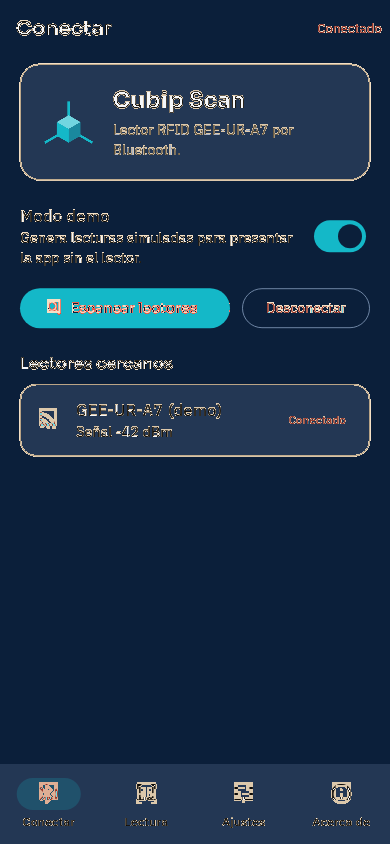 Conectar
Conectado
Cubip Scan
Lector RFID GEE-UR-A7 por
Bluetooth.
Modo demo
Genera lecturas simuladas para presentar
la app sin el lector.
Escanear lectores
Desconectar
Lectores cercanos
GEE-UR-A7 (demo)
Señal -42 dBm
Conectado
Conectar
Lectura
Ajustes
Acerca de